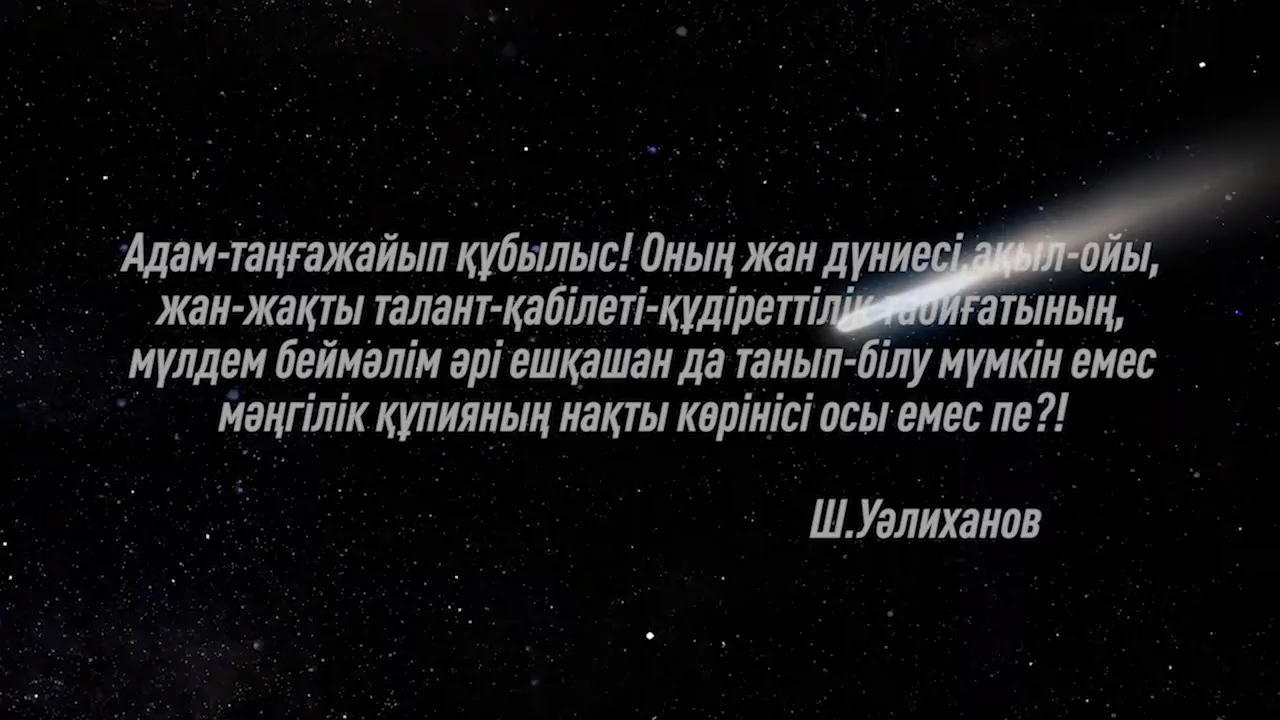 Адам-таңғажайып құбылыс! Оның жан дүниесі,ақыл-ойы,
жан-жақты талант-қабілеті-құдіреттілік табиғатының,
мүлдем беймәлім әрі ешқашан да танып-білу мүмкін емес
мәңгілік құпияның нақты көрінісі осы емес пе?!
Ш.Уәлиханов